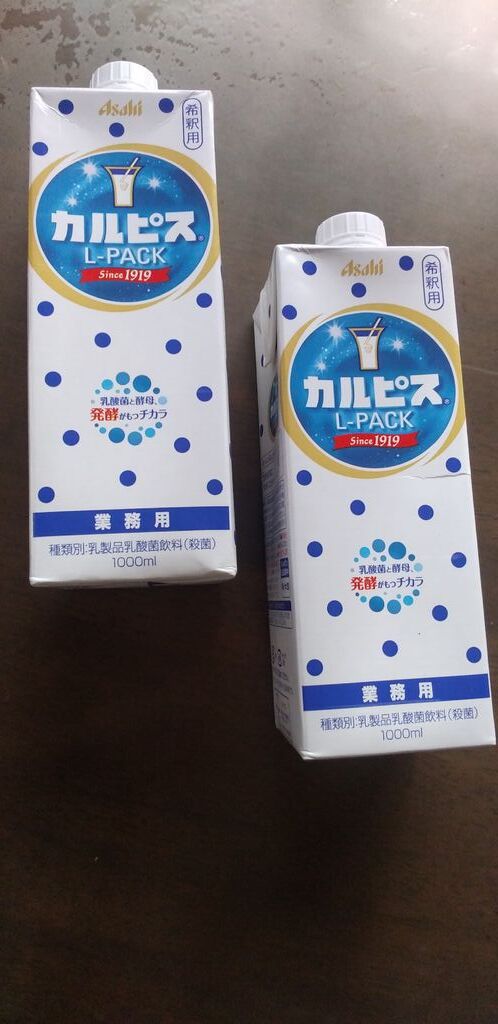 Asahi
希釈用
カルピス®
L-PACK
Since 1919
乳酸菌と酵母、
発酵がもつチカラ
業務用
種類別:乳製品乳酸菌飲料(殺菌)
1000ml
Asahi
希釈用
カルピス®
L-PACK
Since 1919
乳酸菌と酵母、
発酵がもつチカラ
業務用
種類別:乳製品乳酸菌飲料(殺菌)
1000ml